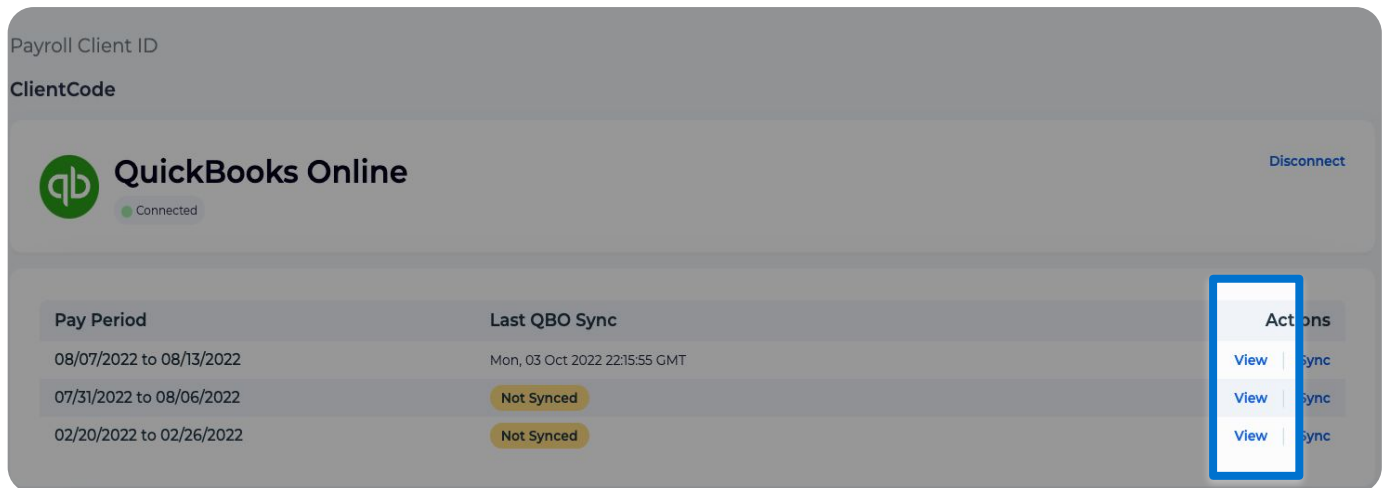 Payroll Client ID
ClientCode
qb QuickBooks Online Disconnect
Connected
Pay Period Last QBO Sync Actions
08/07/2022 to 08/13/2022 Mon, 03 Oct 2022 22:15:55 GMT View Sync
07/31/2022 to 08/06/2022 Not Synced View Sync
02/20/2022 to 02/26/2022 Not Synced View Sync